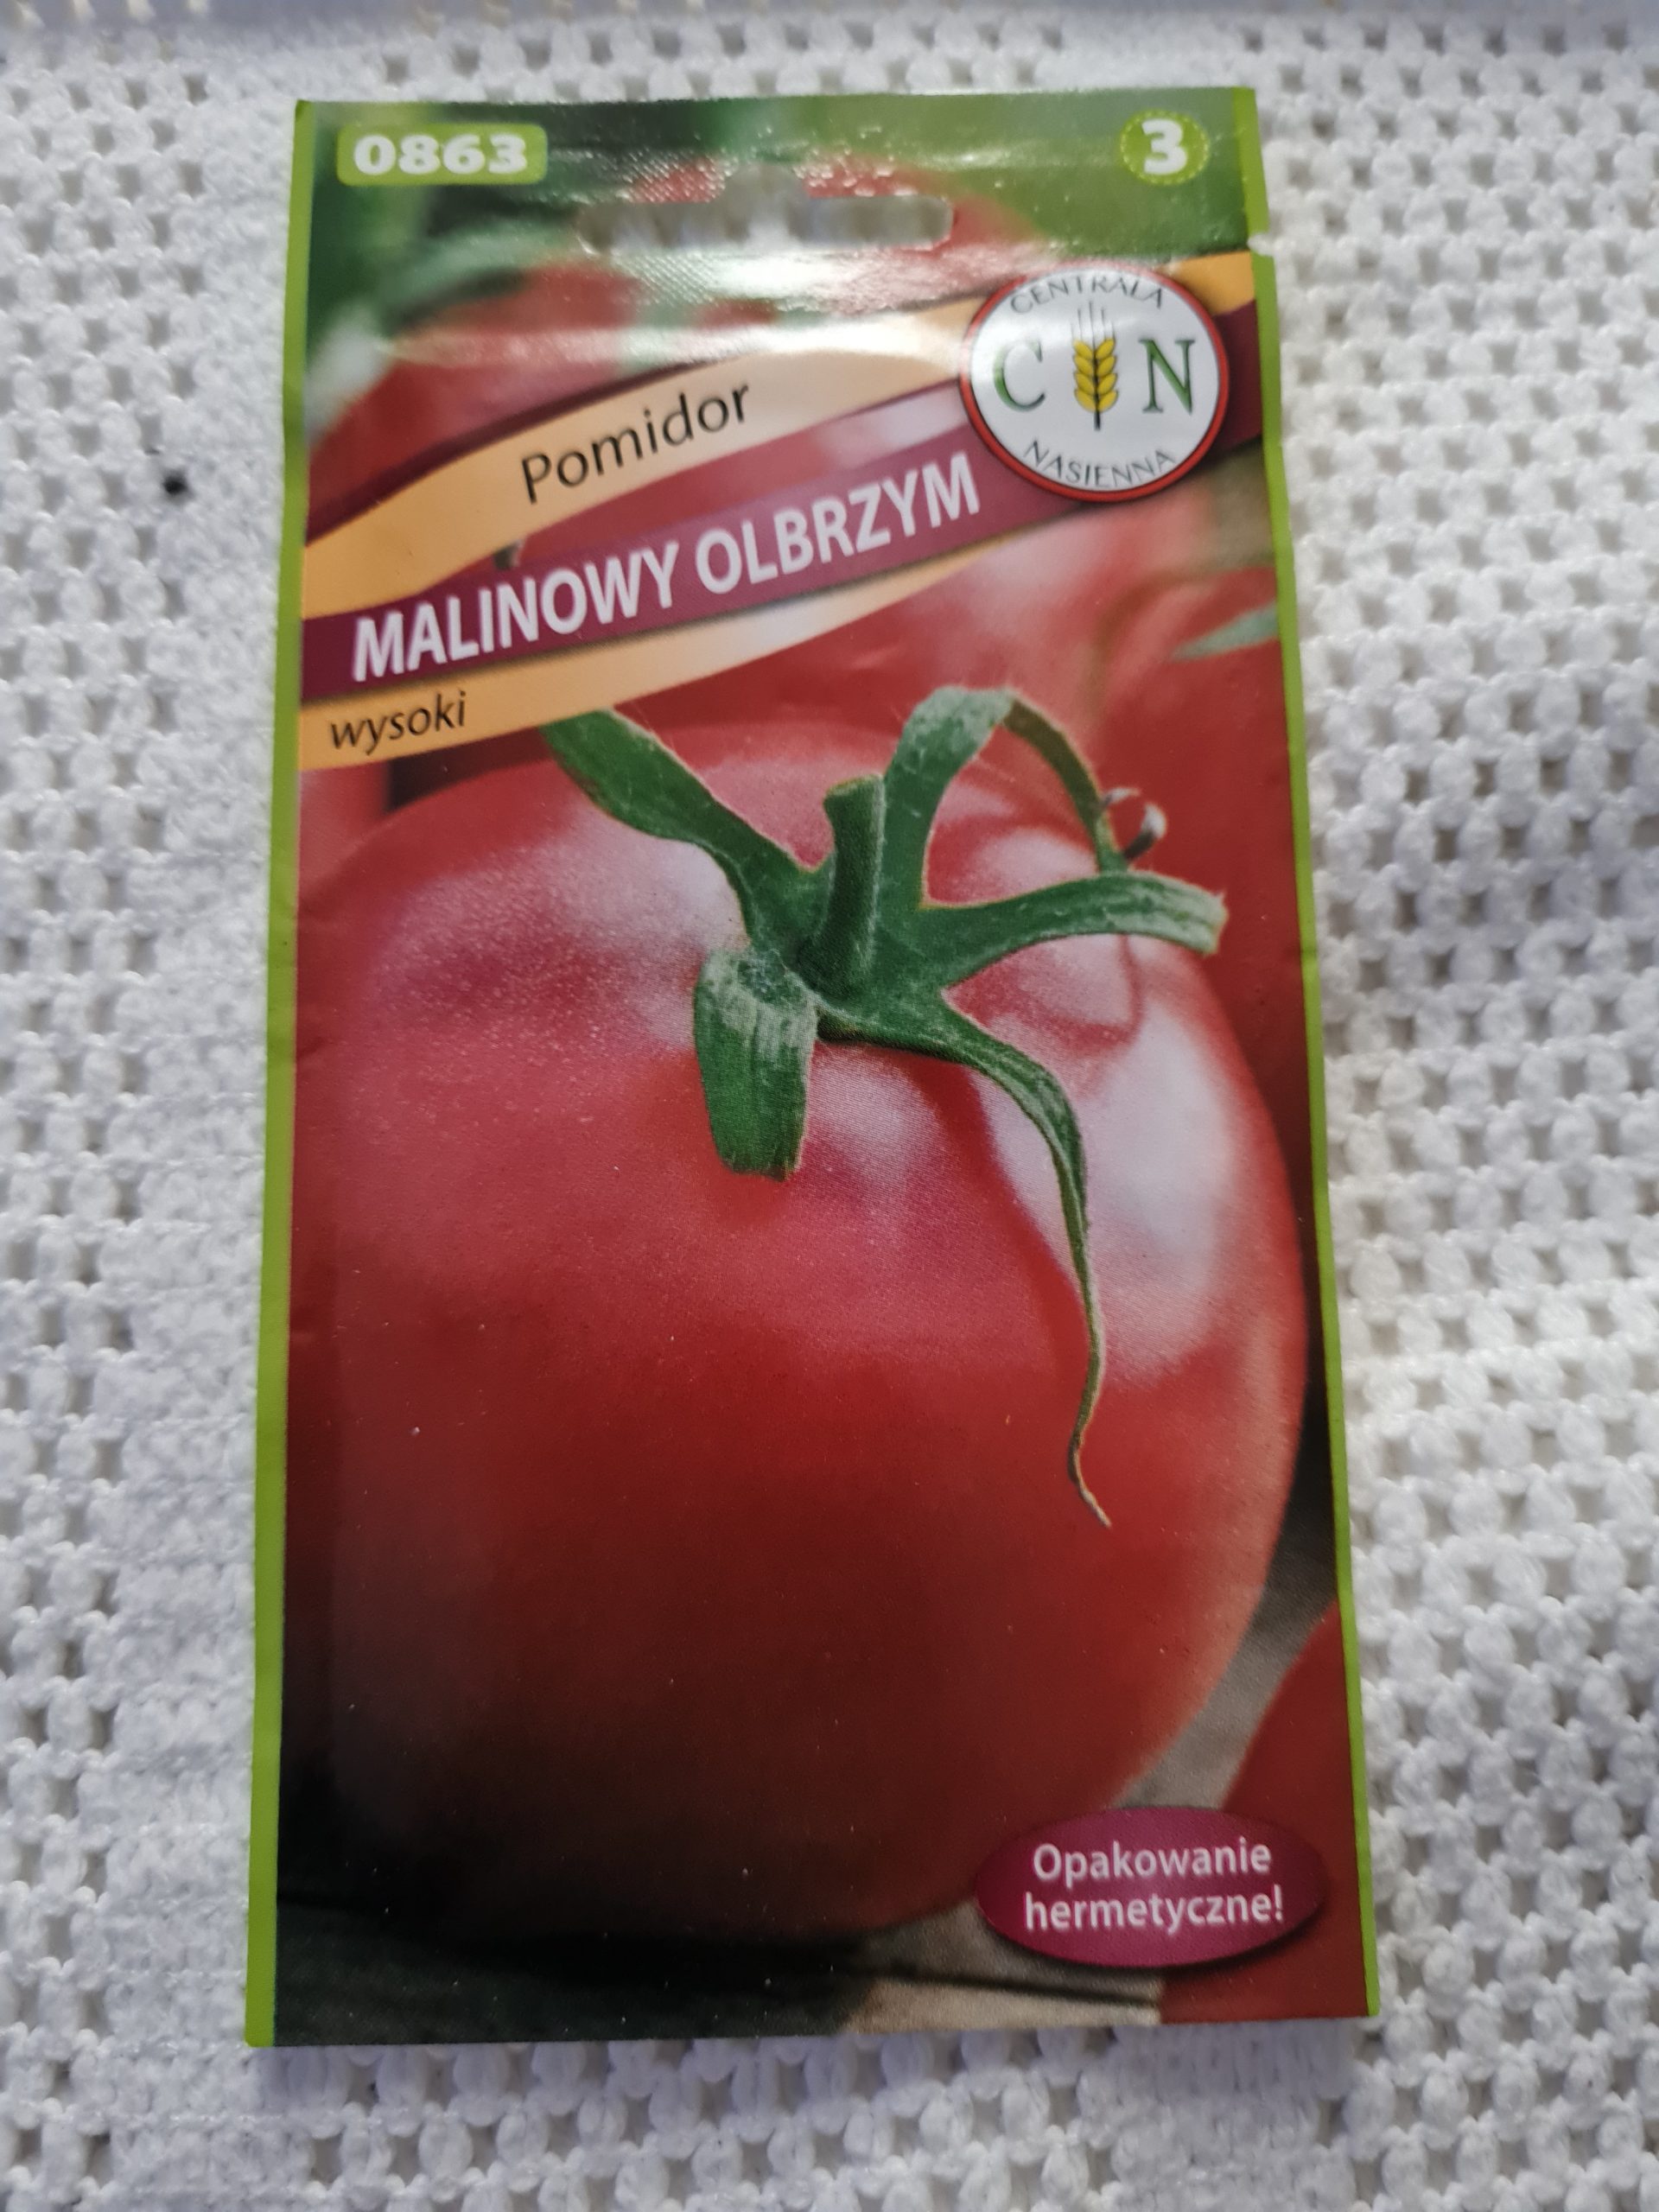 0863
3
CENTRALA
C N
NASIENNA
Pomidor
MALINOWY OLBRZYM
wysoki
Opakowanie
hermetyczne!